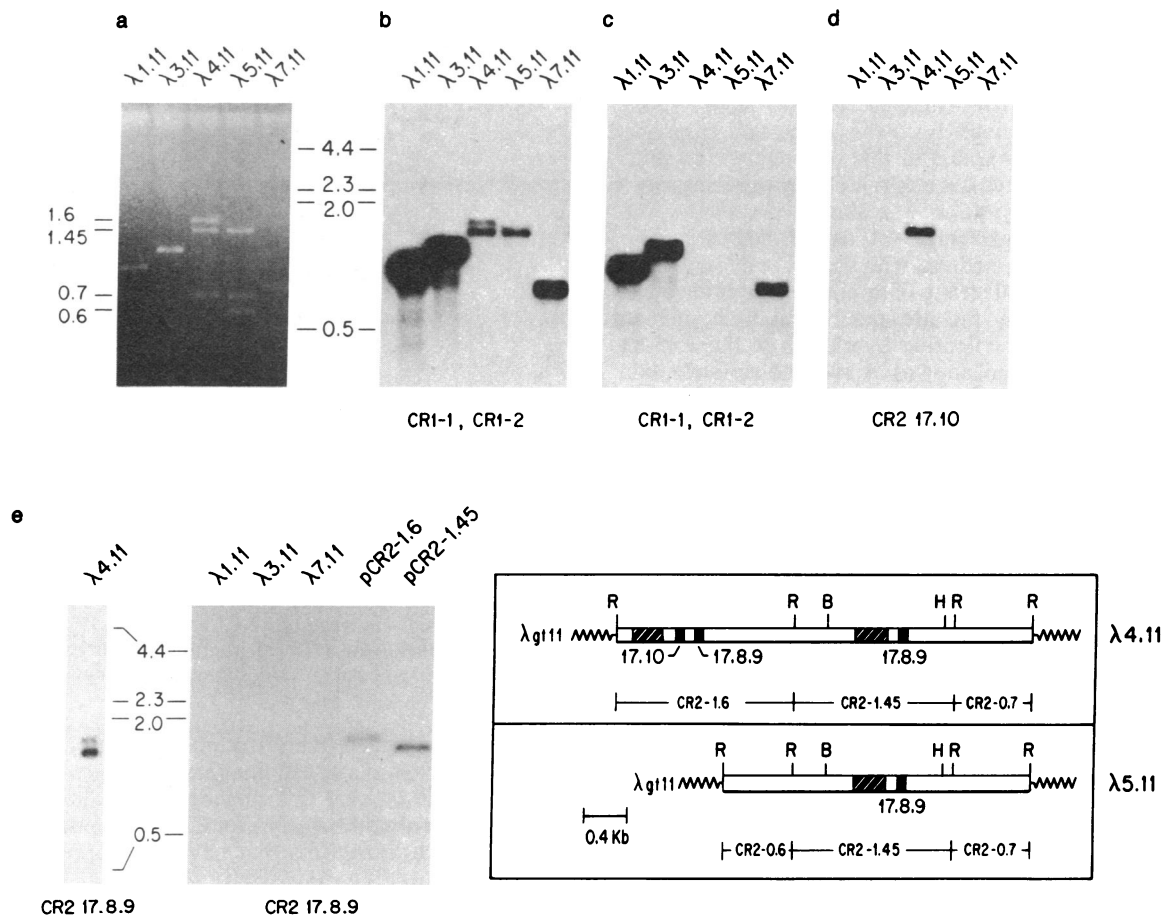 a
λ1.11 λ3.11 λ4.11 λ5.11 λ7.11
1.6
1.45
0.7
0.6
b
λ1.11 λ3.11 λ4.11 λ5.11 λ7.11
4.4
2.3
2.0
0.5
CR1-1, CR1-2
c
λ1.11 λ3.11 λ4.11 λ5.11 λ7.11
CR1-1, CR1-2
d
λ1.11 λ3.11 λ4.11 λ5.11 λ7.11
CR2 17.10
e
λ4.11
4.4
2.3
2.0
0.5
CR2 17.8.9
λ1.11 λ3.11 λ7.11 pCR2-1.6 pCR2-1.45
CR2 17.8.9
R R B H R R
λgt11 λ4.11
17.10 17.8.9 17.8.9
CR2-1.6 CR2-1.45 CR2-0.7
R R B H R R
λgt11 λ5.11
17.8.9
0.4 Kb
CR2-0.6 CR2-1.45 CR2-0.7